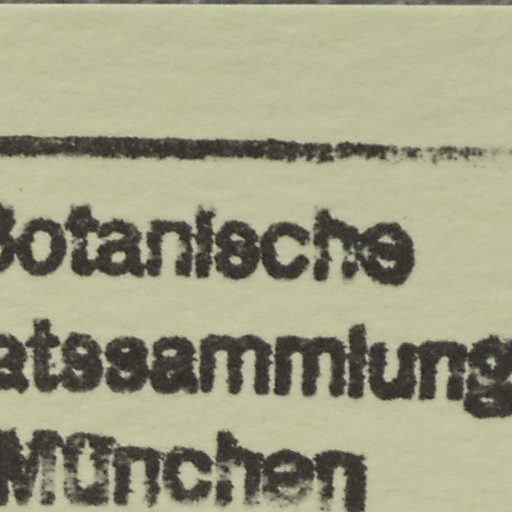 Botanische
atssammlung
München